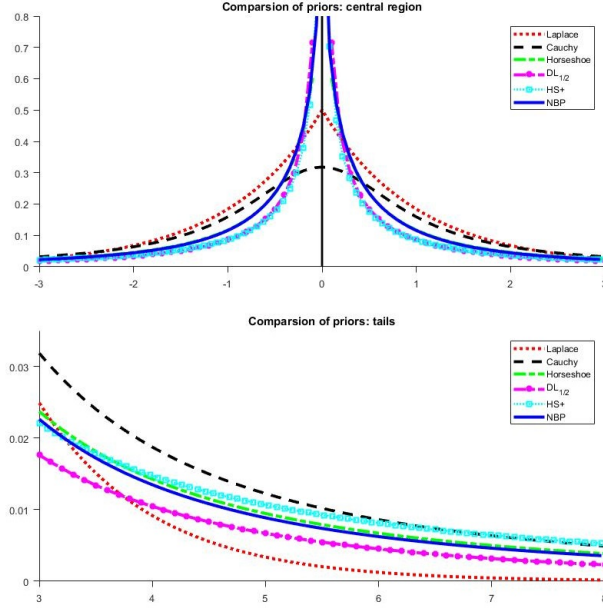 Comparsion of priors: central region
0.8
0.7
0.6
0.5
0.4
0.3
0.2
0.1
0
-3
-2
-1
0
1
2
3
Laplace
Cauchy
Horseshoe
DL1/2
HS+
NBP
Comparsion of priors: tails
0.03
0.02
0.01
0
3
4
5
6
7
8
Laplace
Cauchy
Horseshoe
DL1/2
HS+
NBP